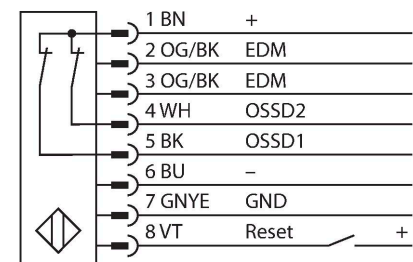 1 BN +
2 OG/BK EDM
3 OG/BK EDM
4 WH OSSD2
5 BK OSSD1
6 BU –
7 GNYE GND
8 VT Reset +